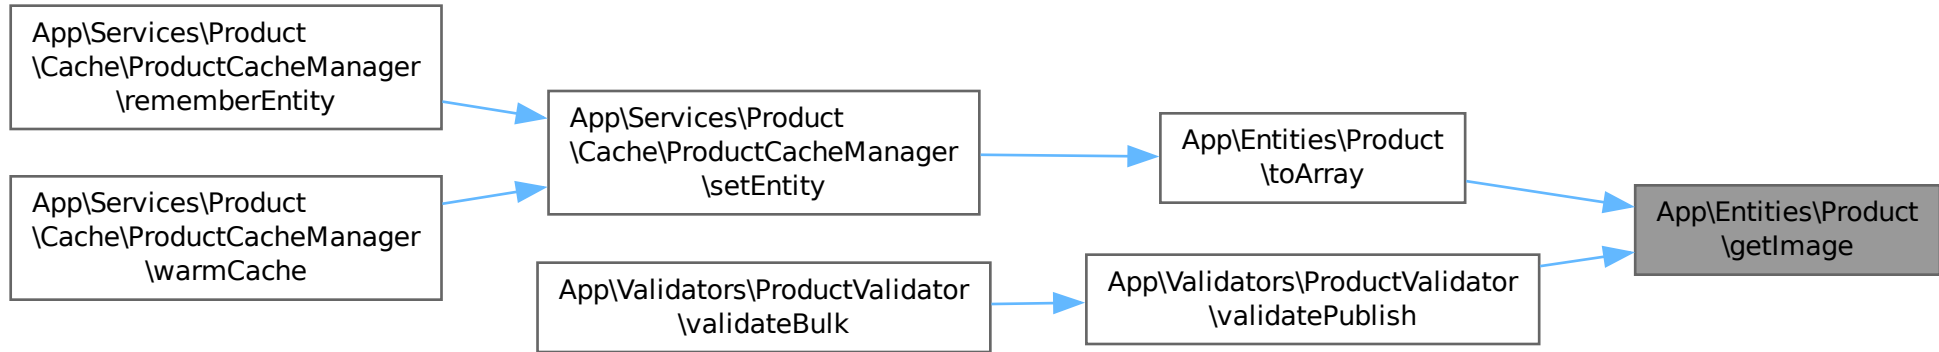 App\Services\Product
\Cache\ProductCacheManager
\rememberEntity
App\Services\Product
\Cache\ProductCacheManager
\warmCache
App\Services\Product
\Cache\ProductCacheManager
\setEntity
App\Validators\ProductValidator
\validateBulk
App\Entities\Product
\toArray
App\Validators\ProductValidator
\validatePublish
App\Entities\Product
\getImage